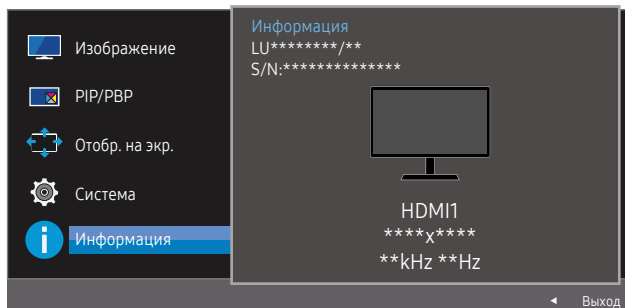 Изображение
PIP/PBP
Отобр. на экр.
Система
Информация
Информация
LU********/**
S/N:**************
HDMI1
****x****
**kHz **Hz
Выход